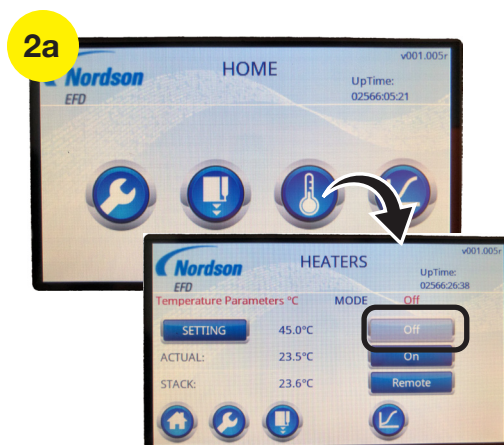 2a
Nordson
EFD
HOME
v001.005r
UpTime:
02566:05:21
Nordson
EFD
HEATERS
v001.005r
UpTime:
02566:26:38
Temperature Parameters °C MODE Off
SETTING 45.0°C Off
ACTUAL: 23.5°C On
STACK: 23.6°C Remote